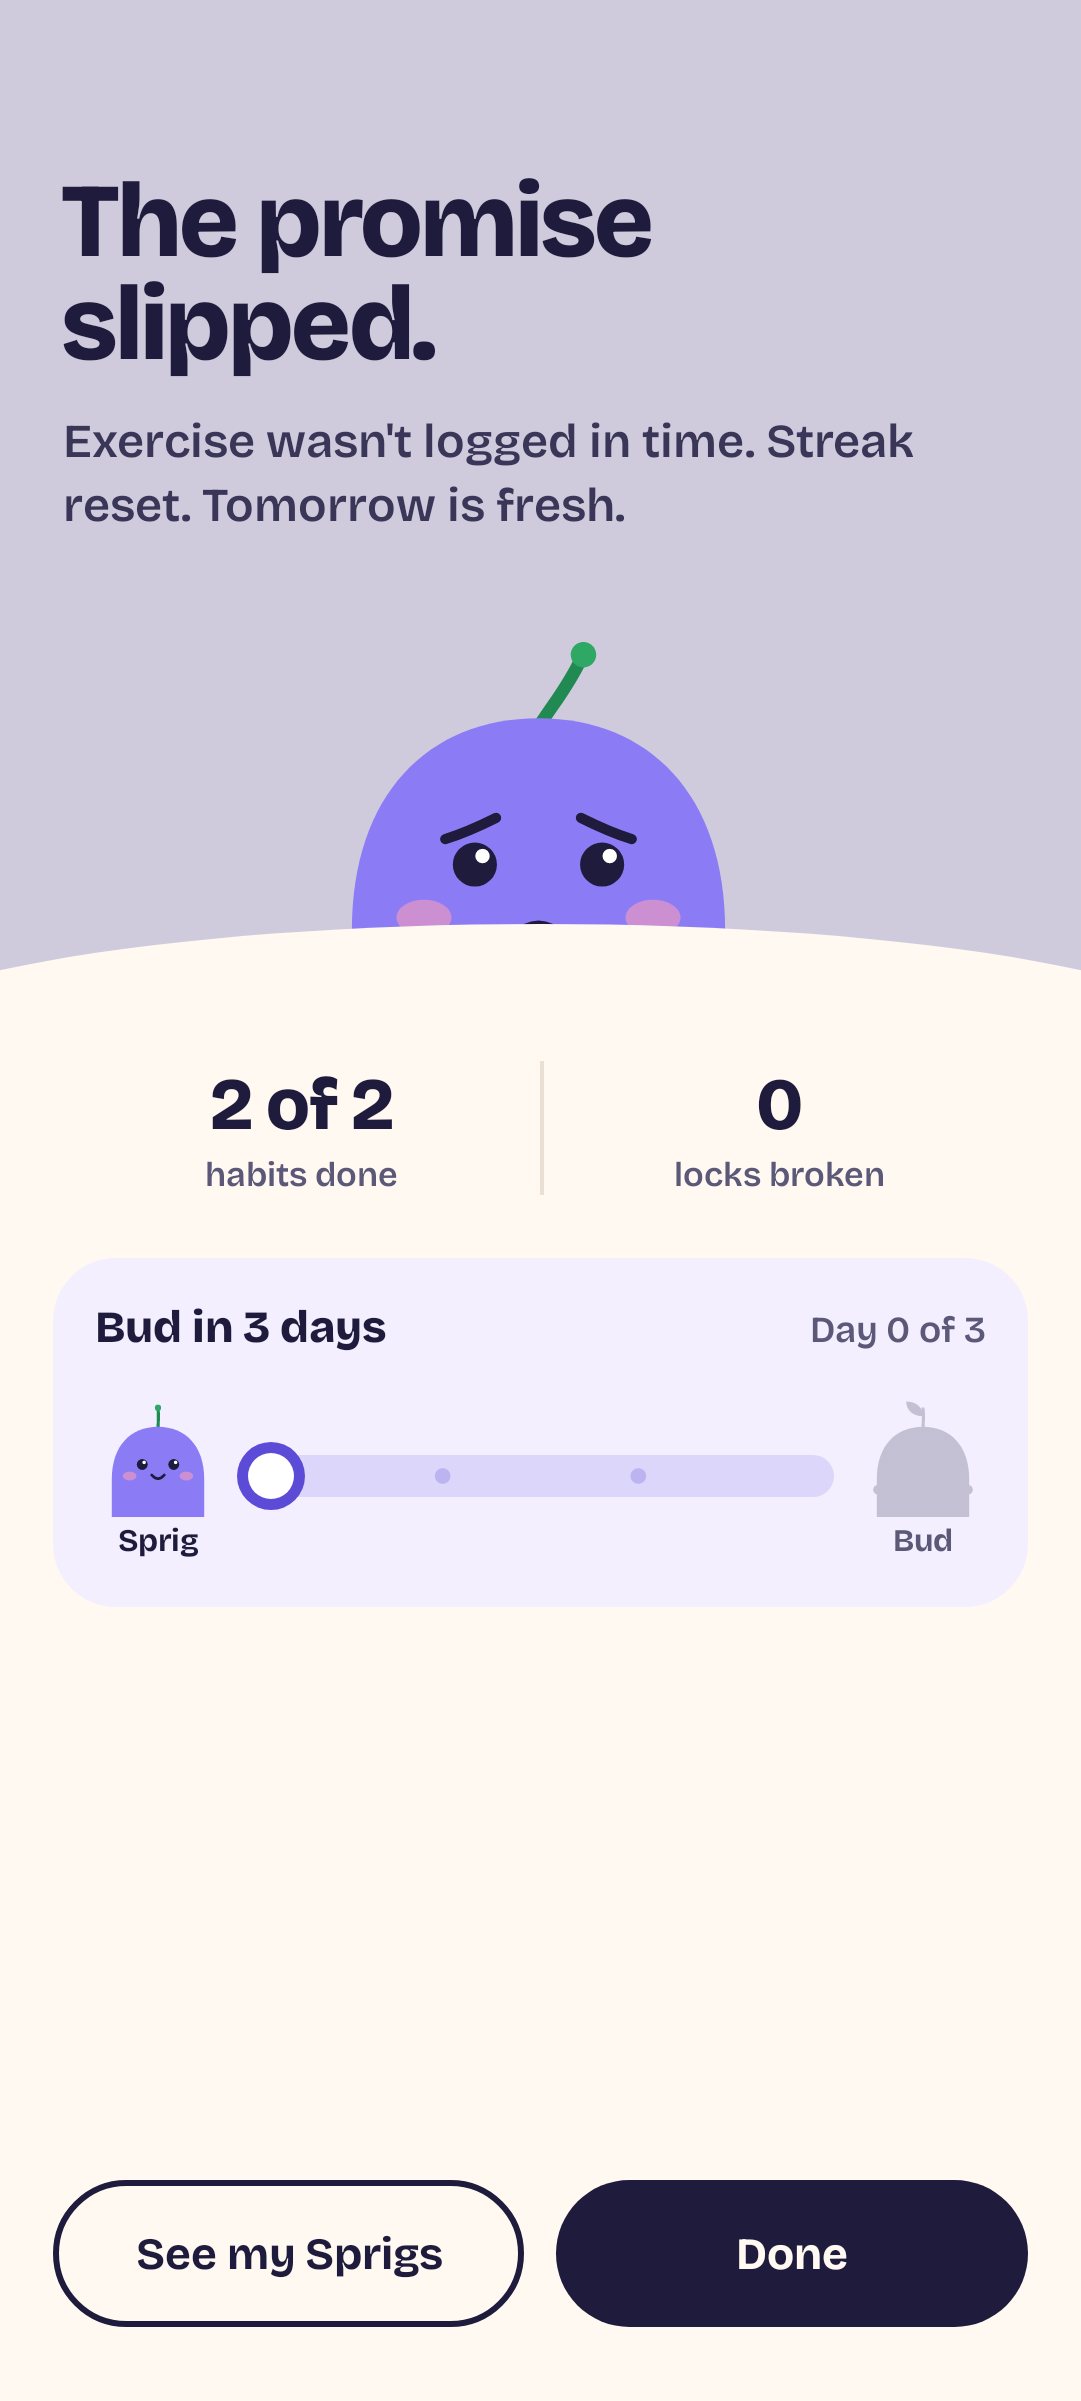 The promise
slipped.
Exercise wasn't logged in time. Streak
reset. Tomorrow is fresh.
2 of 2
habits done
0
locks broken
Bud in 3 days
Day 0 of 3
Sprig
Bud
See my Sprigs
Done